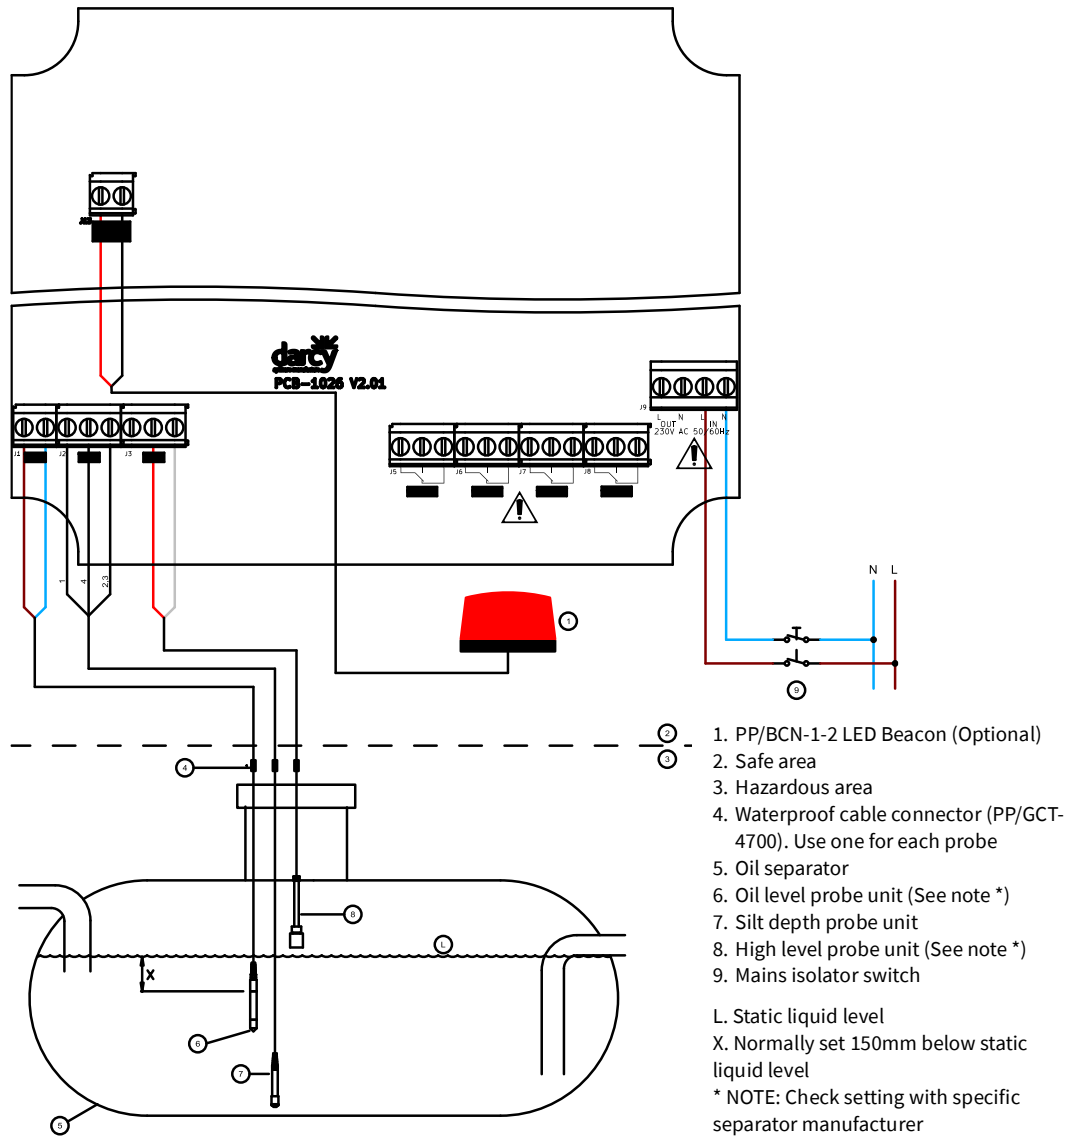 darcy
PCB-1026 V2.01
J9
L N L N
OUT IN
230V AC 50/60Hz
J1
J2
J3
J5
J6
J7
J8
1
4
2,3
1
N L
9
2
3
4
8
L
X
6
7
5
1. PP/BCN-1-2 LED Beacon (Optional)
2. Safe area
3. Hazardous area
4. Waterproof cable connector (PP/GCT-
4700). Use one for each probe
5. Oil separator
6. Oil level probe unit (See note *)
7. Silt depth probe unit
8. High level probe unit (See note *)
9. Mains isolator switch
L. Static liquid level
X. Normally set 150mm below static
liquid level
* NOTE: Check setting with specific
separator manufacturer